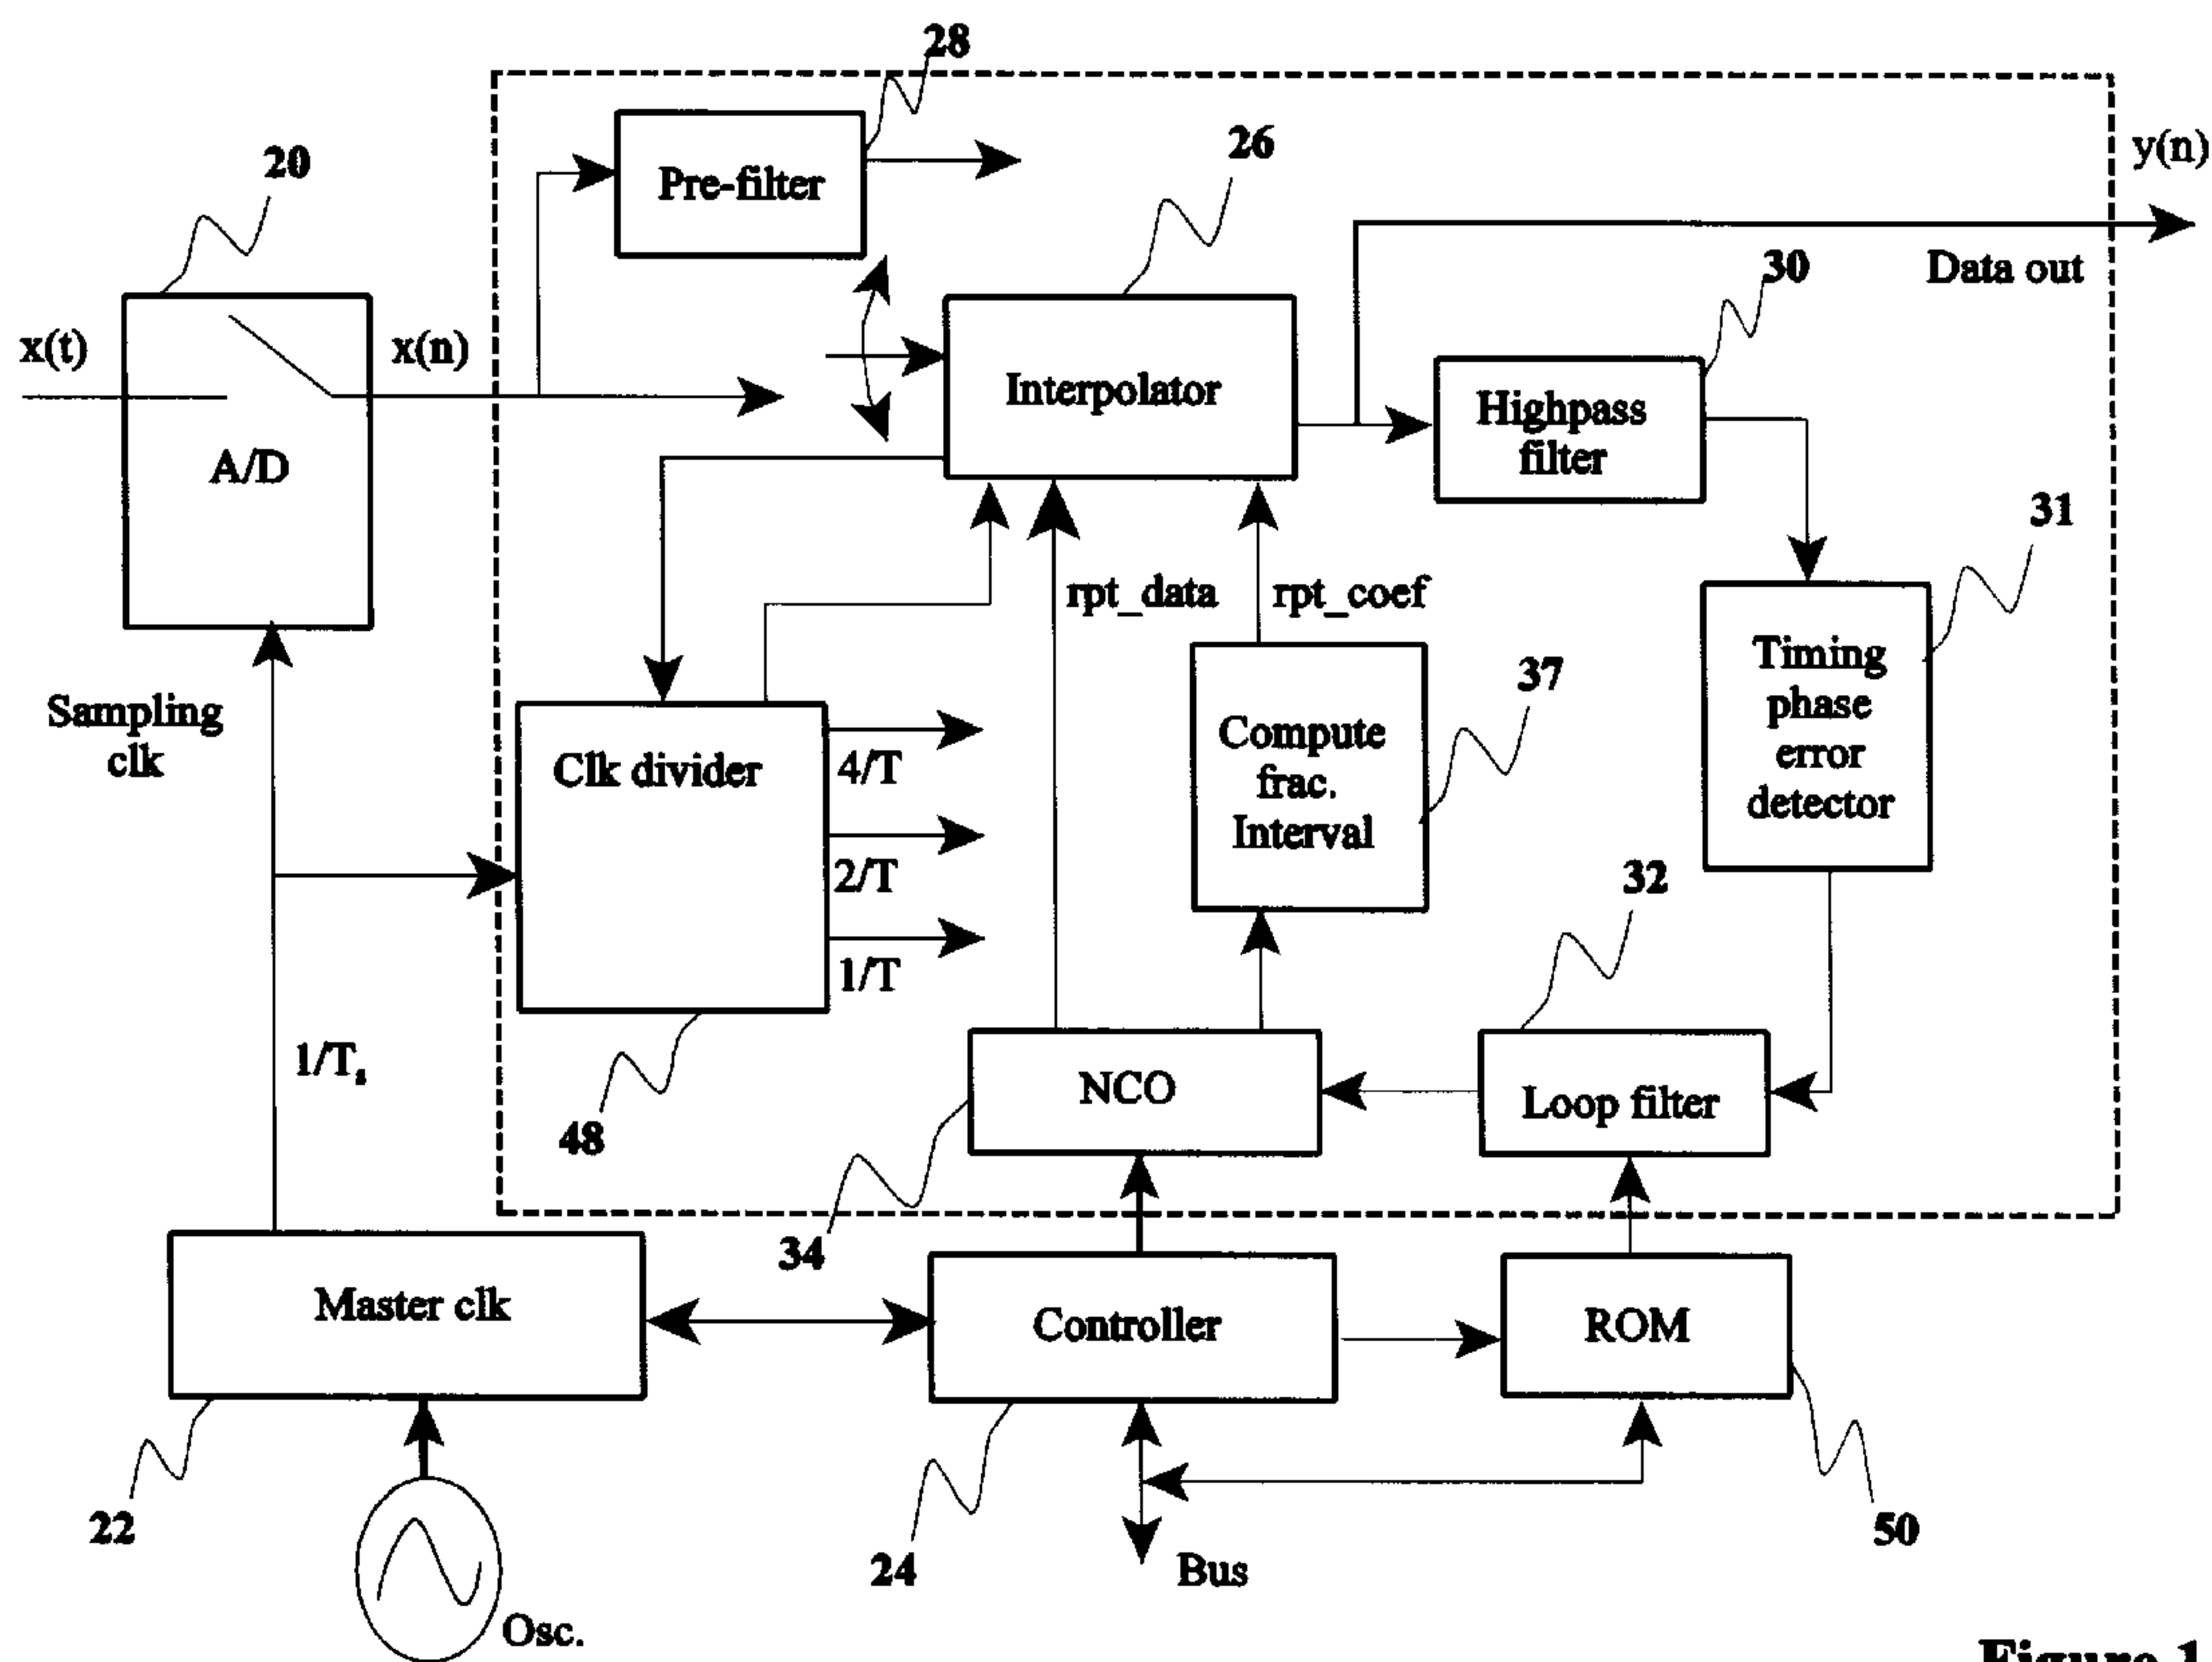 28
Pre-filter
26
y(n)
20
Data out
30
x(t)
x(n)
A/D
Interpolator
Highpass
filter
31
rpt_data
rpt_coef
Timing
phase
error
detector
37
Sampling
clk
Clk divider
4/T
2/T
1/T
Compute
frac.
Interval
32
1/Ts
NCO
Loop filter
48
34
Master clk
Controller
ROM
22
24
Bus
50
Osc.
Figure 1